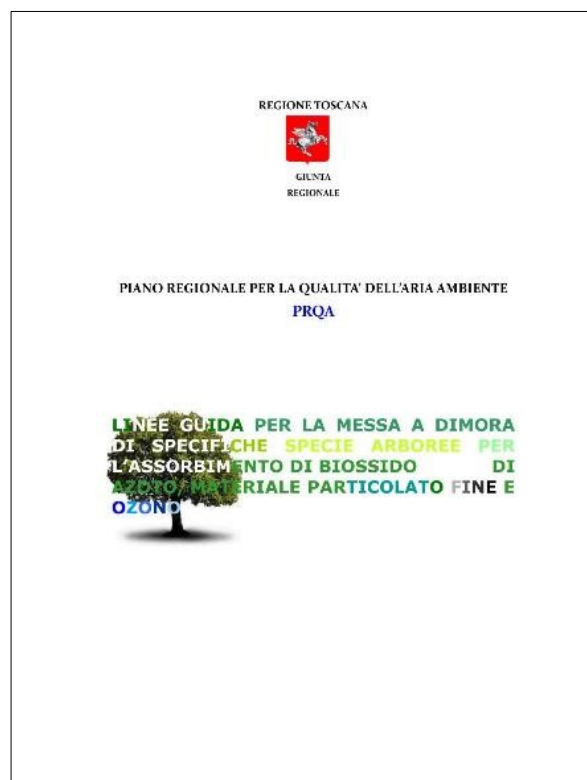 REGIONE TOSCANA
GIUNTA
REGIONALE
PIANO REGIONALE PER LA QUALITA' DELL'ARIA AMBIENTE
PRQA
LINEE GUIDA PER LA MESSA A DIMORA
DI SPECIFICHE SPECIE ARBOREE PER
L'ASSORBIMENTO DI BIOSSIDO DI
AZOTO, MATERIALE PARTICOLATO FINE E
OZONO